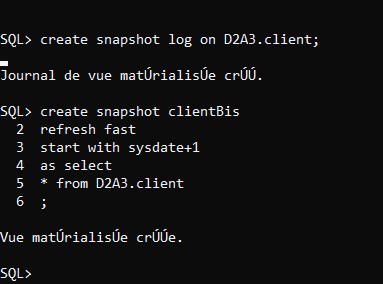 SQL> create snapshot log on D2A3.client;
Journal de vue matÚrialisÚe crÚÚ.
SQL> create snapshot clientBis
2 refresh fast
3 start with sysdate+1
4 as select
5 * from D2A3.client
6 ;
Vue matÚrialisÚe crÚÚe.
SQL>